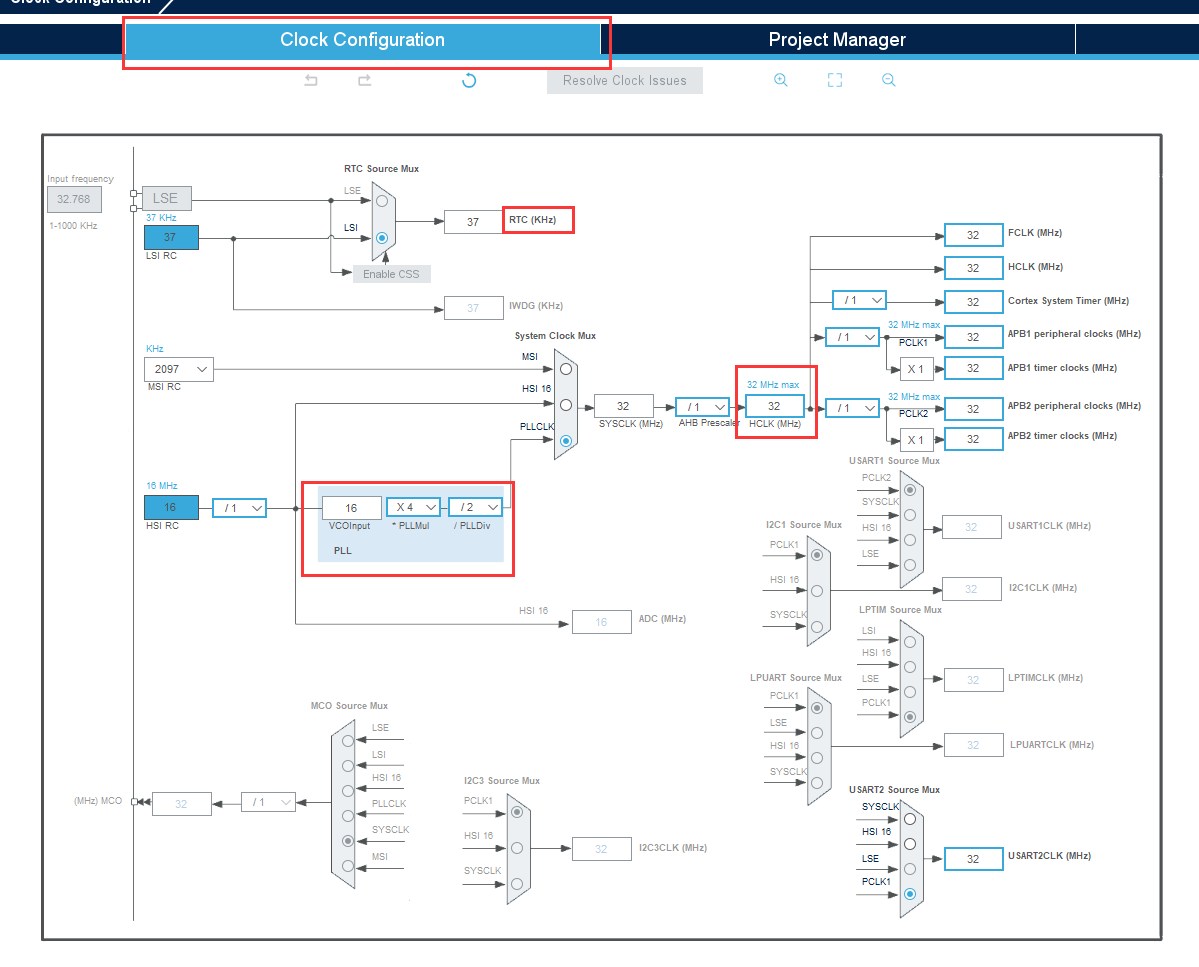 Clock Configuration
Clock Configuration
Project Manager
Resolve Clock Issues
Input frequency
32.768
1-1000 KHz
LSE
37 KHz
37
LSI RC
RTC Source Mux
LSE
LSI
Enable CSS
37
RTC (KHz)
37
IWDG (KHz)
System Clock Mux
MSI
HSI 16
PLLCLK
KHz
2097
MSI RC
16 MHz
16
HSI RC
/ 1
16
VCOInput
X 4
* PLLMul
/ 2
/ PLLDiv
PLL
32
SYSCLK (MHz)
/ 1
AHB Prescaler
32 MHz max
32
HCLK (MHz)
32
FCLK (MHz)
32
HCLK (MHz)
/ 1
32
Cortex System Timer (MHz)
/ 1
32 MHz max
PCLK1
32
APB1 peripheral clocks (MHz)
X 1
32
APB1 timer clocks (MHz)
/ 1
32 MHz max
PCLK2
32
APB2 peripheral clocks (MHz)
X 1
32
APB2 timer clocks (MHz)
HSI 16
16
ADC (MHz)
USART1 Source Mux
PCLK2
SYSCLK
HSI 16
LSE
32
USART1CLK (MHz)
I2C1 Source Mux
PCLK1
HSI 16
SYSCLK
32
I2C1CLK (MHz)
LPTIM Source Mux
LSI
HSI 16
LSE
PCLK1
32
LPTIMCLK (MHz)
LPUART Source Mux
PCLK1
LSE
HSI 16
SYSCLK
32
LPUARTCLK (MHz)
MCO Source Mux
LSE
LSI
HSI 16
PLLCLK
SYSCLK
MSI
(MHz) MCO
32
/ 1
I2C3 Source Mux
PCLK1
HSI 16
SYSCLK
32
I2C3CLK (MHz)
USART2 Source Mux
SYSCLK
HSI 16
LSE
PCLK1
32
USART2CLK (MHz)